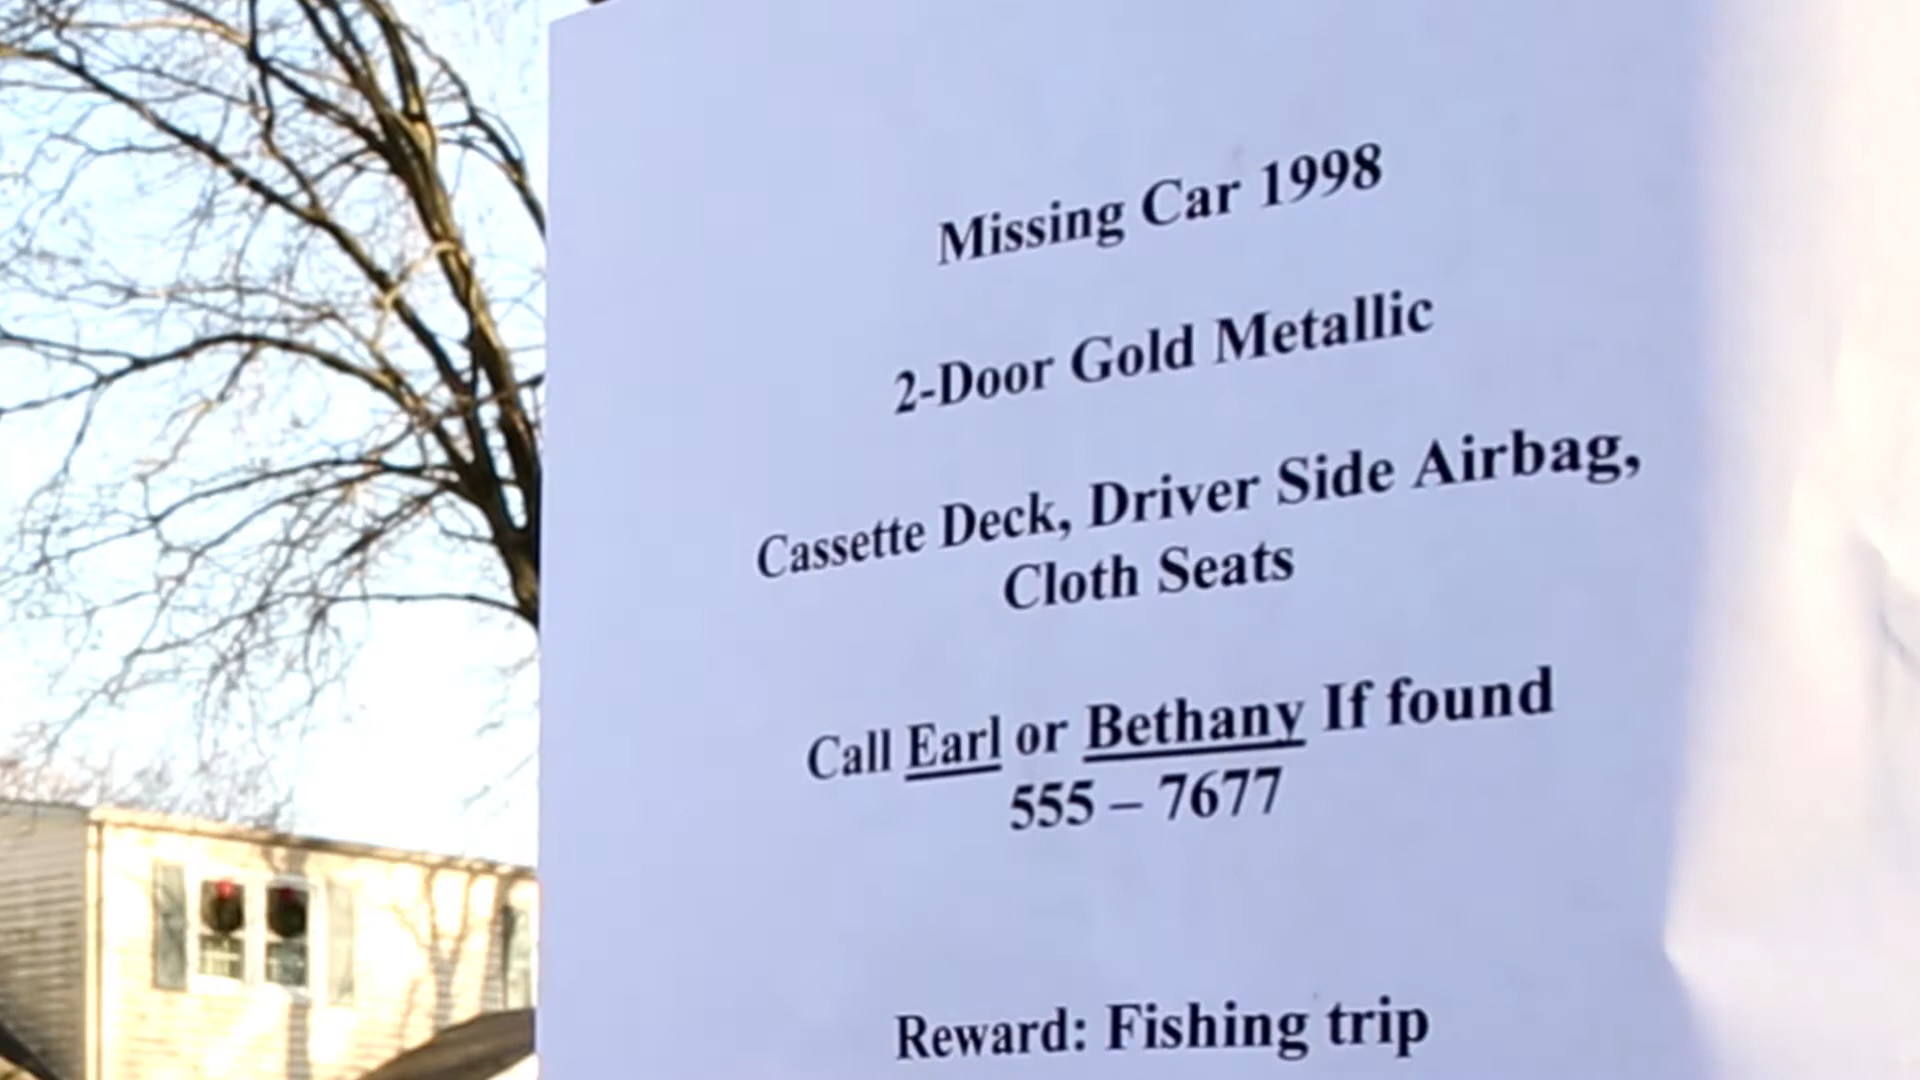 Missing Car 1998
2-Door Gold Metallic
Cassette Deck, Driver Side Airbag,
Cloth Seats
Call Earl or Bethany If found
555 – 7677
Reward: Fishing trip